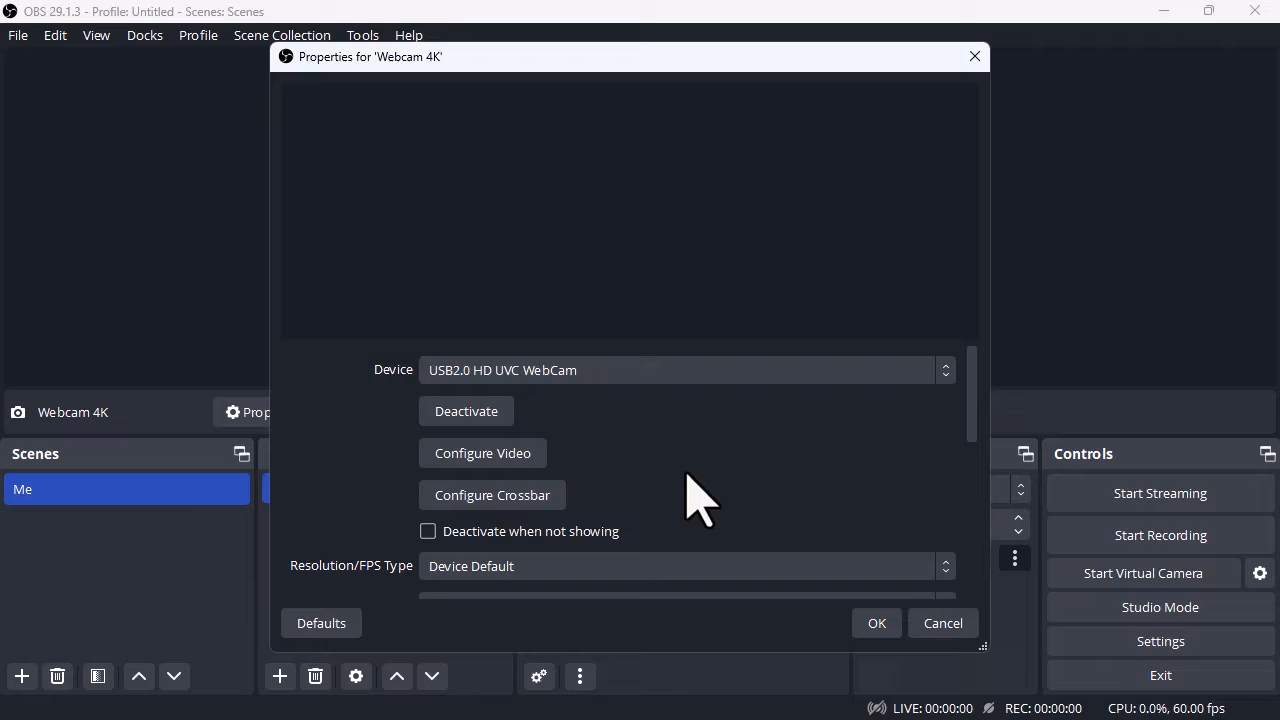 OBS 29.1.3 - Profile: Untitled - Scenes: Scenes
File Edit View Docks Profile Scene Collection Tools Help
Properties for 'Webcam 4K'
Device USB2.0 HD UVC WebCam
Deactivate
Webcam 4K Prop
Configure Video
Scenes Controls
Me Configure Crossbar Start Streaming
Deactivate when not showing Start Recording
Resolution/FPS Type Device Default Start Virtual Camera
Studio Mode
Defaults OK Cancel
Settings
Exit
LIVE: 00:00:00 REC: 00:00:00 CPU: 0.0%, 60.00 fps